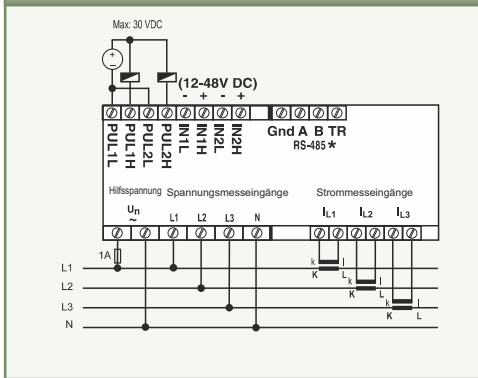 Max: 30 VDC
+
−
(12-48V DC)
- + - +
PUL1L PUL1H PUL2L PUL2H IN1L IN1H IN2L IN2H
Gnd A B TR
RS-485 *
Hilfsspannung Spannungsmesseingänge Strommesseingänge
Un L1 L2 L3 N IL1 IL2 IL3
~
1A
L1 k l
K L
L2 k l
K L
L3 k l
K L
N